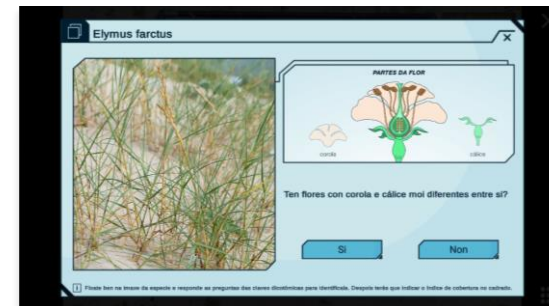 Elymus farctus
PARTES DA FLOR
corola
cálice
Ten flores con corola e cálice moi diferentes entre si?
Si
Non
Fíxate ben na imaxe da especie e responde as preguntas das claves dicotómicas para identificala. Despois terás que indicar o índice de cobertura no cadrado.